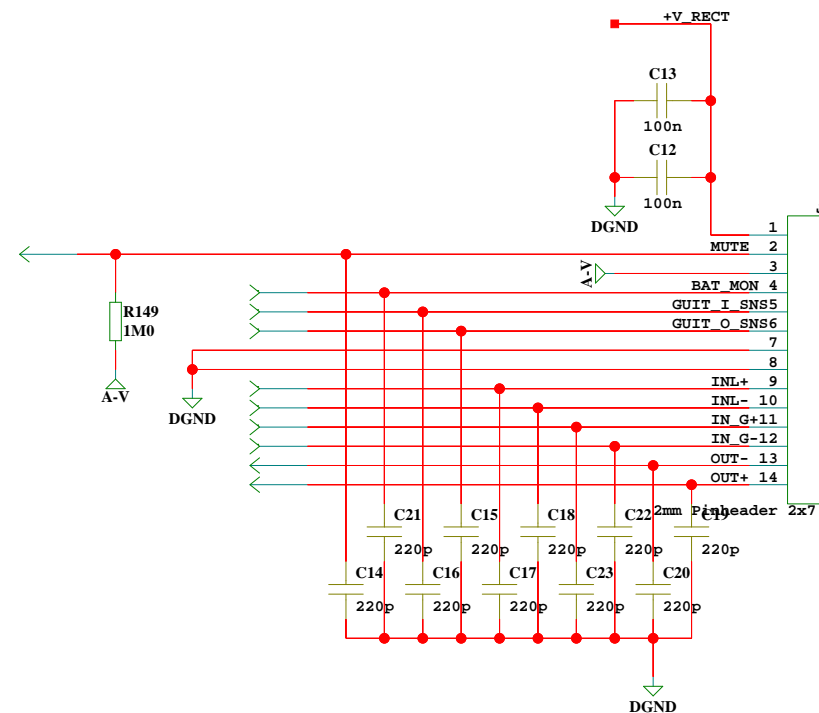 +V_RECT
C13
100n
C12
100n
DGND
J
1
MUTE 2
A-V
3
BAT_MON 4
GUIT_I_SNS5
R149
1M0
GUIT_O_SNS6
7
8
A-V
DGND
INL+ 9
INL- 10
IN_G+11
IN_G-12
OUT- 13
OUT+ 14
2mm Pinheader 2x7
C21 C15 C18 C22 C19
220p 220p 220p 220p 220p
C14 C16 C17 C23 C20
220p 220p 220p 220p 220p
DGND